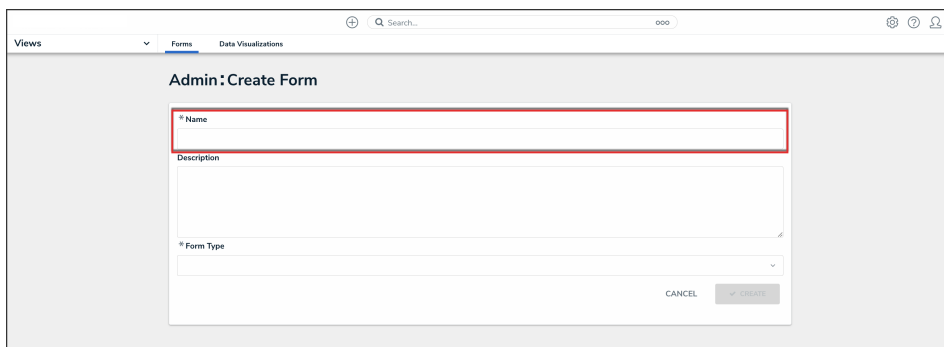 Search...
Views
Forms
Data Visualizations
Admin:Create Form
*Name
Description
*Form Type
CANCEL
✓ CREATE